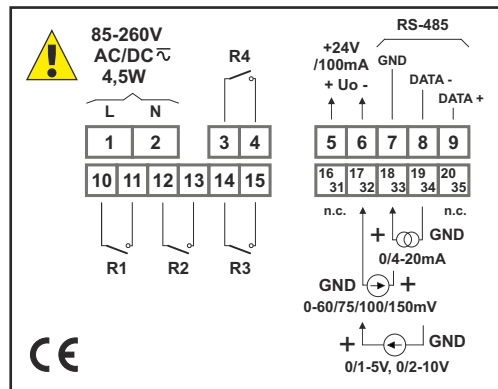 85-260V
AC/DC
4,5W
L N
R4
RS-485
+24V
/100mA
GND
+ Uo -
DATA -
DATA +
1 2 3 4 5 6 7 8 9
10 11 12 13 14 15 16 31 17 32 18 33 19 34 20 35
n.c. n.c.
R1 R2 R3
+ GND
0/4-20mA
GND +
0-60/75/100/150mV
+ GND
0/1-5V, 0/2-10V
CE